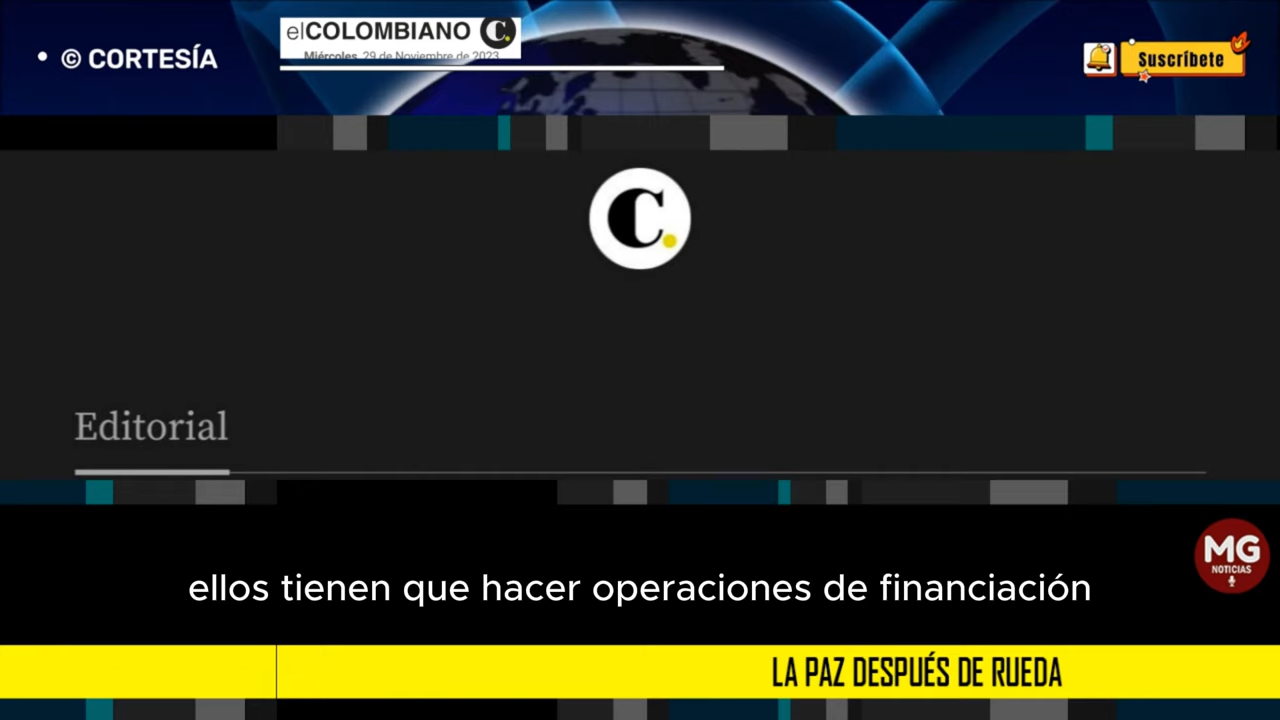 • © CORTESÍA
elCOLOMBIANO C.
Miércoles, 29 de Noviembre de 2023
Suscríbete
C.
Editorial
MG
NOTICIAS
ellos tienen que hacer operaciones de financiación
LA PAZ DESPUÉS DE RUEDA